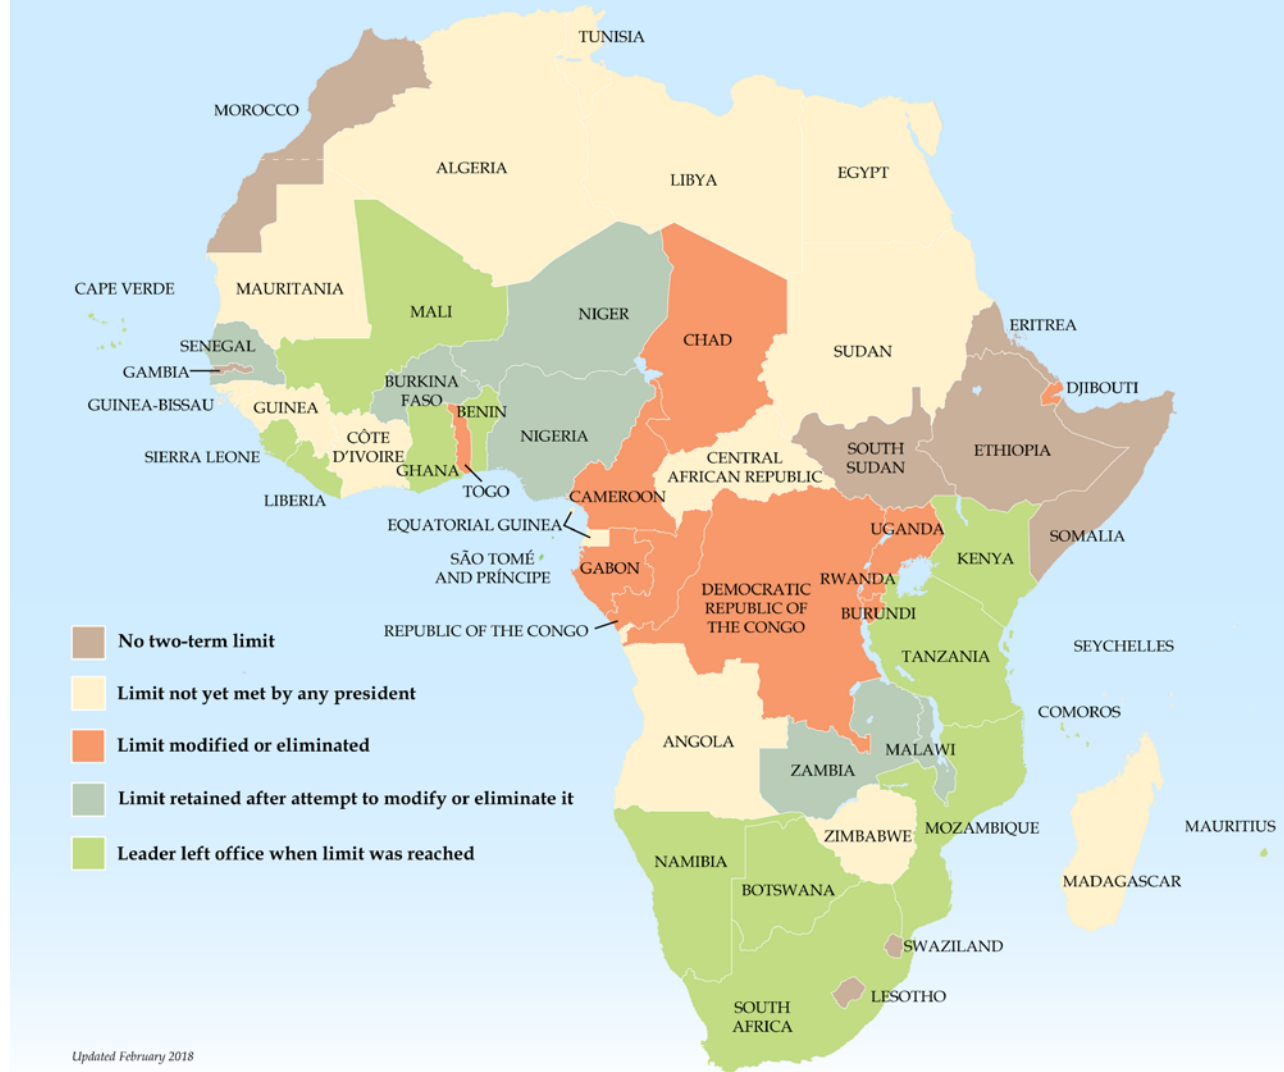 TUNISIA
MOROCCO
ALGERIA
LIBYA
EGYPT
CAPE VERDE
MAURITANIA
MALI
NIGER
CHAD
SUDAN
ERITREA
SENEGAL
GAMBIA
GUINEA-BISSAU
GUINEA
BURKINA
FASO
BENIN
DJIBOUTI
CÔTE
D'IVOIRE
NIGERIA
SIERRA LEONE
GHANA
LIBERIA
TOGO
CENTRAL
AFRICAN REPUBLIC
SOUTH
SUDAN
ETHIOPIA
CAMEROON
EQUATORIAL GUINEA
UGANDA
KENYA
SOMALIA
SÃO TOMÉ
AND PRÍNCIPE
GABON
DEMOCRATIC
REPUBLIC OF
THE CONGO
RWANDA
BURUNDI
REPUBLIC OF THE CONGO
TANZANIA
SEYCHELLES
COMOROS
ANGOLA
ZAMBIA
MALAWI
ZIMBABWE
MOZAMBIQUE
MAURITIUS
NAMIBIA
BOTSWANA
MADAGASCAR
SWAZILAND
LESOTHO
SOUTH
AFRICA
No two-term limit
Limit not yet met by any president
Limit modified or eliminated
Limit retained after attempt to modify or eliminate it
Leader left office when limit was reached
Updated February 2018